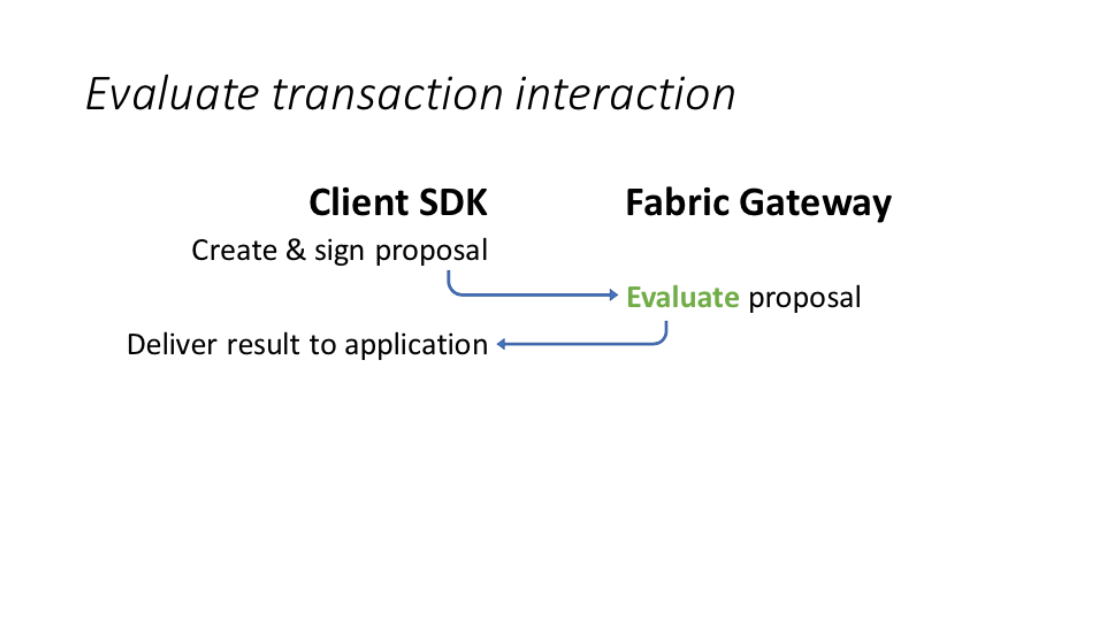 Evaluate transaction interaction
Client SDK
Fabric Gateway
Create & sign proposal
Evaluate proposal
Deliver result to application